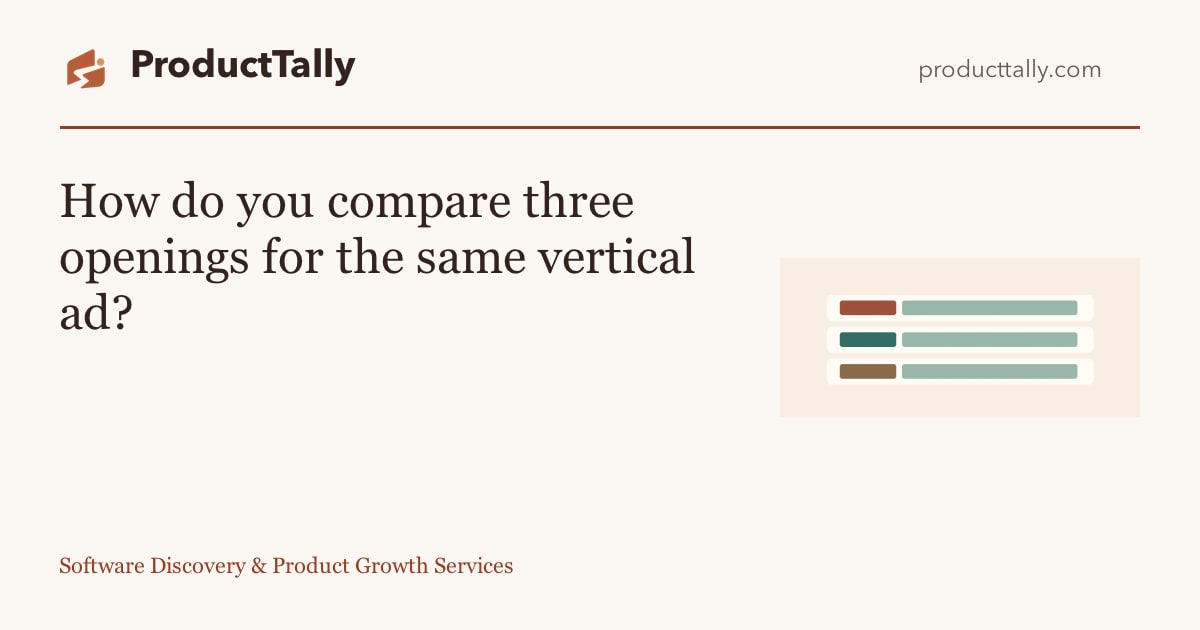 ProductTally
producttally.com
How do you compare three
openings for the same vertical
ad?
Software Discovery & Product Growth Services